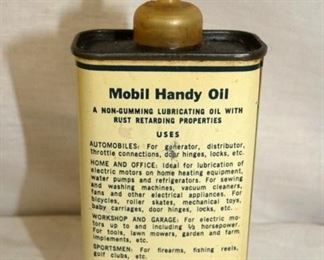 Mobil Handy Oil
A NON-GUMMING LUBRICATING OIL WITH
RUST RETARDING PROPERTIES
USES
AUTOMOBILES: For generator, distributor,
throttle connections, door hinges, locks, etc.
HOME AND OFFICE: Ideal for lubrication of
electric motors on home heating equipment,
water pumps and refrigerators. For sewing
and washing machines, vacuum cleaners,
fans and other electrical appliances. For
bicycles, roller skates, mechanical toys,
baby carriages, door hinges, locks, etc.
WORKSHOP AND GARAGE: For electric mo-
tors up to and including ½ horsepower.
For tools, lawn mowers, garden and farm
implements, etc.
SPORTSMEN: For firearms, fishing reels,
golf clubs, etc.